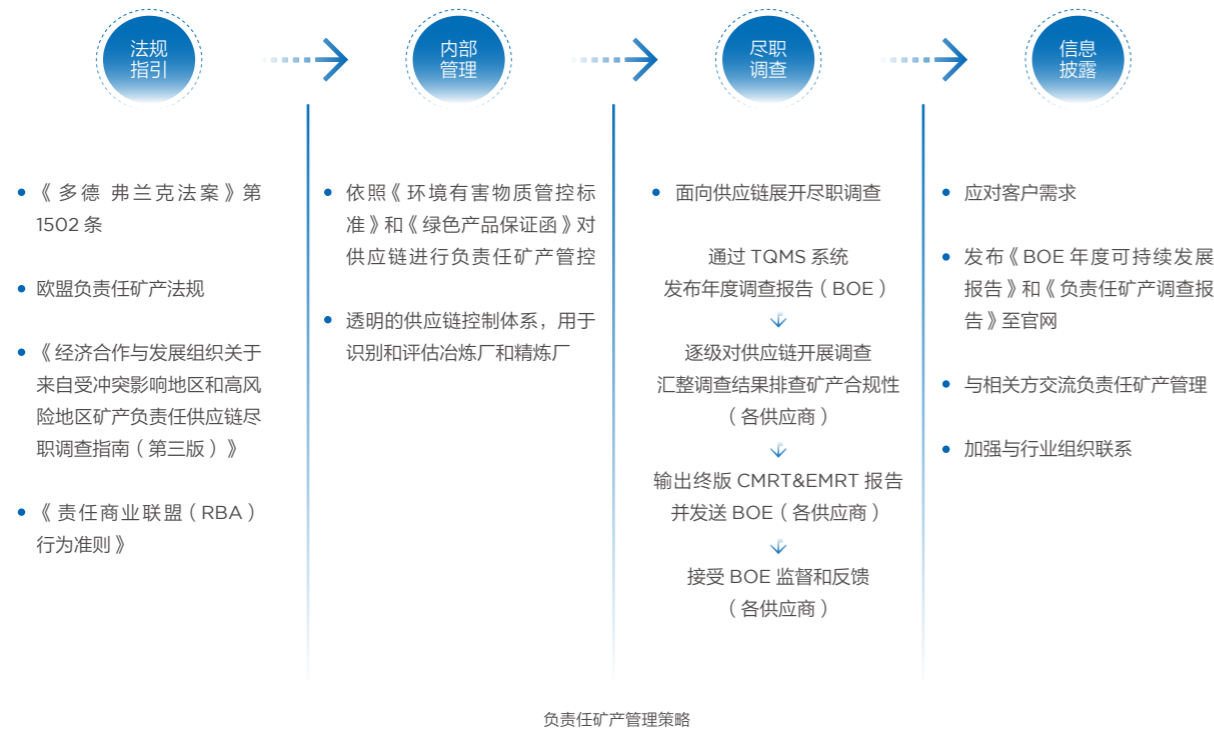 法规
指引
内部
管理
尽职
调查
信息
披露
• 《 多德 弗兰克法案》第
1502 条
• 欧盟负责任矿产法规
• 《 经济合作与发展组织关于
来自受冲突影响地区和高风
险地区矿产负责任供应链尽
职调查指南（第三版）》
• 《 责任商业联盟（RBA）
行为准则 》
• 依照《 环境有害物质管控标
准 》和《 绿色产品保证函 》对
供应链进行负责任矿产管控
• 透明的供应链控制体系，用于
识别和评估冶炼厂和精炼厂
• 面向供应链展开尽职调查
通过 TQMS 系统
发布年度调查报告（ BOE ）
逐级对供应链开展调查
汇整调查结果排查矿产合规性
（ 各供应商 ）
输出终版 CMRT&EMRT 报告
并发送 BOE（ 各供应商 ）
接受 BOE 监督和反馈
（ 各供应商 ）
• 应对客户需求
• 发布《 BOE 年度可持续发展
报告 》和《 负责任矿产调查报
告 》至官网
• 与相关方交流负责任矿产管理
• 加强与行业组织联系
负责任矿产管理策略